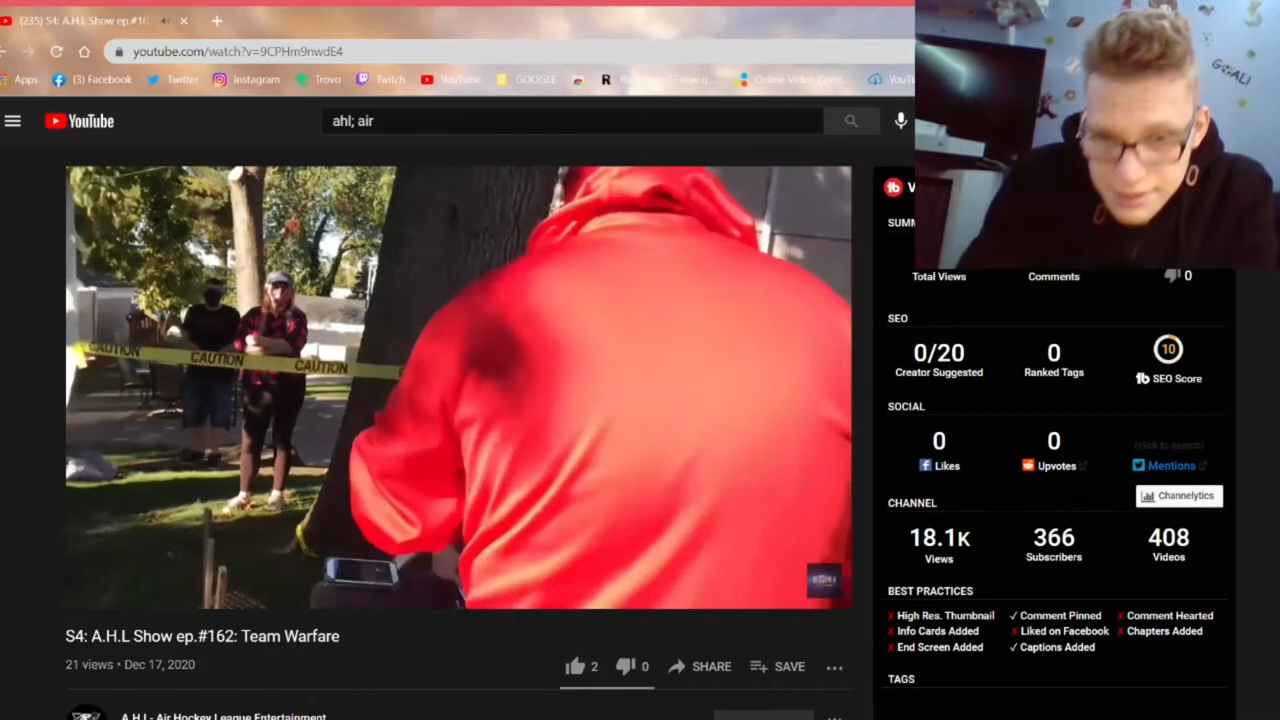 (235) S4: A.H.L Show ep.#16
youtube.com/watch?v=9CPHm9nwdE4
Apps (3) Facebook Twitter Instagram Trovo Twitch YouTube GOOGLE R Online Video
GOAL!
YouTube
ahl; air
CAUTION CAUTION CAUTION
Total Views Comments 0
SEO
0/20 0 10
Creator Suggested Ranked Tags SEO Score
SOCIAL
0 0 (click to search)
Likes Upvotes Mentions
Channelytics
CHANNEL
18.1K 366 408
Views Subscribers Videos
BEST PRACTICES
High Res. Thumbnail Comment Pinned Comment Hearted
Info Cards Added Liked on Facebook Chapters Added
End Screen Added Captions Added
TAGS
S4: A.H.L Show ep.#162: Team Warfare
21 views • Dec 17, 2020
2 0 SHARE SAVE
A.H.L- Air Hockey League Entertainment